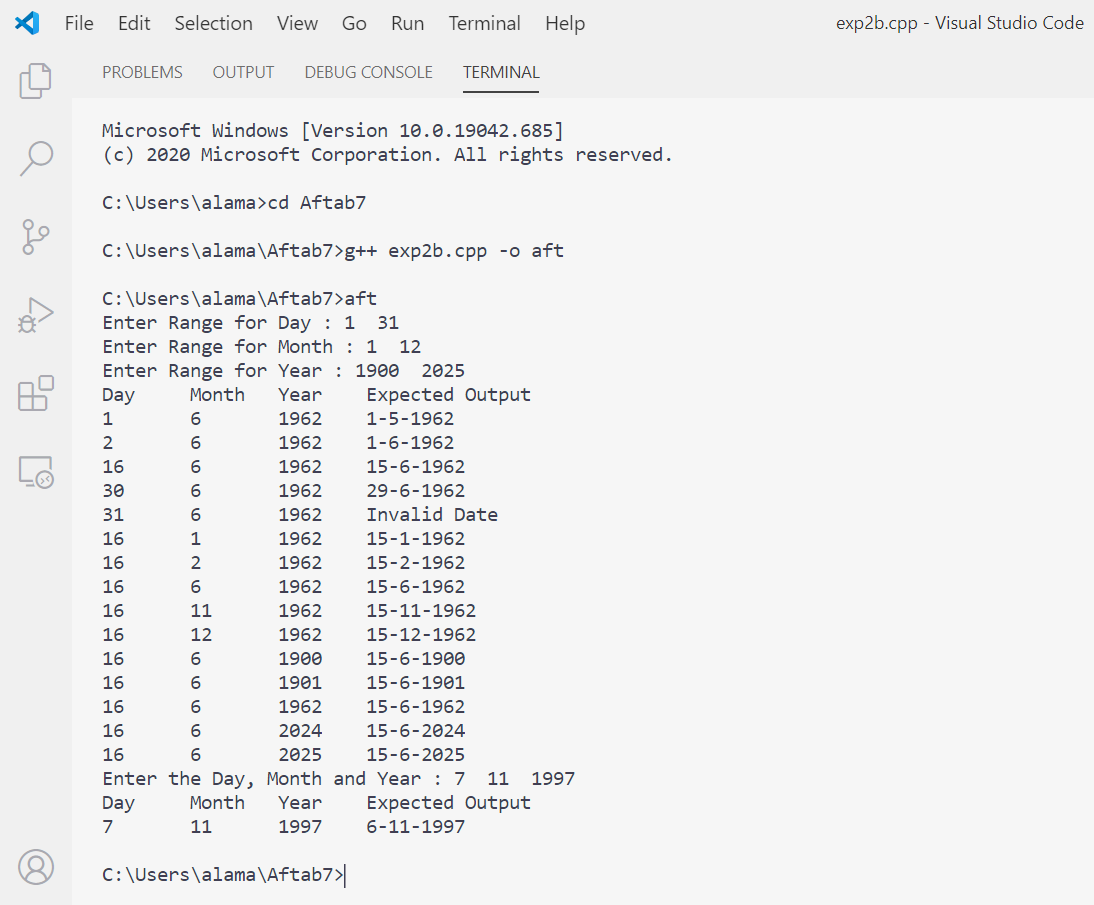 File Edit Selection View Go Run Terminal Help exp2b.cpp - Visual Studio Code
PROBLEMS OUTPUT DEBUG CONSOLE TERMINAL
Microsoft Windows [Version 10.0.19042.685]
(c) 2020 Microsoft Corporation. All rights reserved.
C:\Users\alama>cd Aftab7
C:\Users\alama\Aftab7>g++ exp2b.cpp -o aft
C:\Users\alama\Aftab7>aft
Enter Range for Day : 1  31
Enter Range for Month : 1  12
Enter Range for Year : 1900  2025
Day     Month   Year    Expected Output
1       6       1962    1-5-1962
2       6       1962    1-6-1962
16      6       1962    15-6-1962
30      6       1962    29-6-1962
31      6       1962    Invalid Date
16      1       1962    15-1-1962
16      2       1962    15-2-1962
16      6       1962    15-6-1962
16      11      1962    15-11-1962
16      12      1962    15-12-1962
16      6       1900    15-6-1900
16      6       1901    15-6-1901
16      6       1962    15-6-1962
16      6       2024    15-6-2024
16      6       2025    15-6-2025
Enter the Day, Month and Year : 7  11  1997
Day     Month   Year    Expected Output
7       11      1997    6-11-1997
C:\Users\alama\Aftab7>